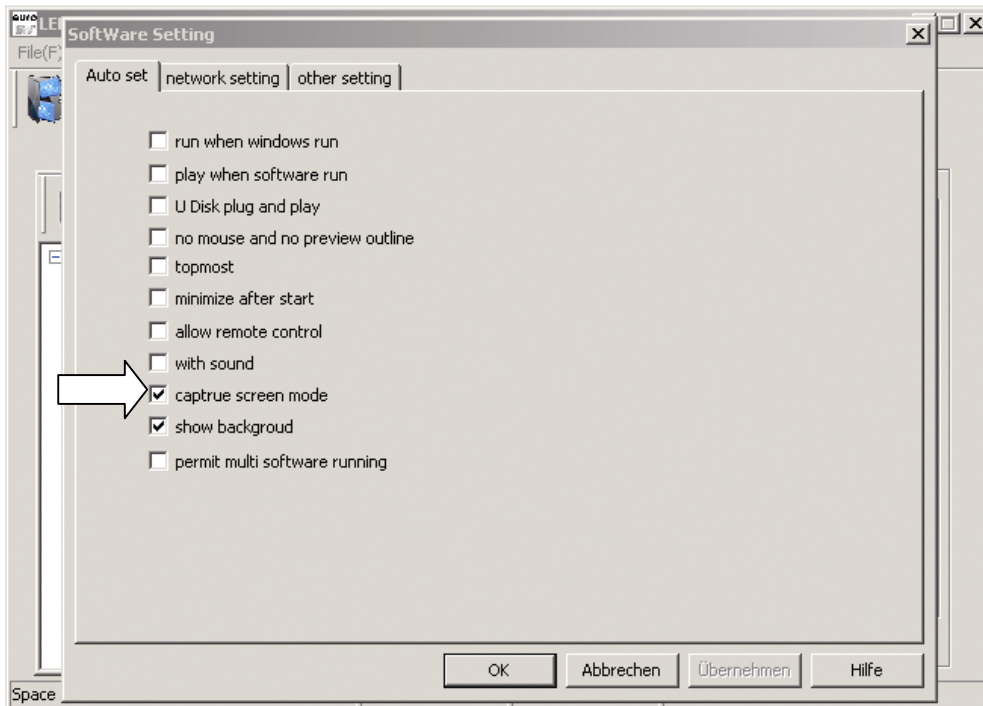 LE
SoftWare Setting
File(F)
Auto set
network setting
other setting
run when windows run
play when software run
U Disk plug and play
no mouse and no preview outline
topmost
minimize after start
allow remote control
with sound
captrue screen mode
show backgroud
permit multi software running
OK
Abbrechen
Übernehmen
Hilfe
Space